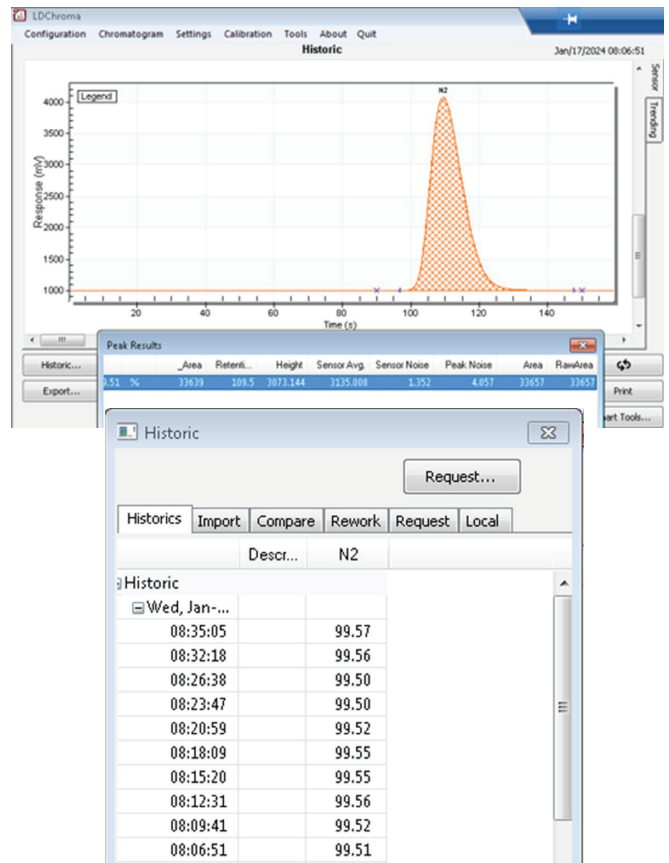 LDChroma
Configuration Chromatogram Settings Calibration Tools About Quit
Historic Jan/17/2024 08:06:51
Legend
N2
4000
3500
3000
2500
2000
1500
1000
Response (mV)
20 40 60 80 100 120 140
Time (s)
Sensor
Trending
Historic...
Export...
Print
art Tools...
Peak Results
_Area Retenti... Height Sensor Avg. Sensor Noise Peak Noise Area RawArea
9.51 % 33639 109.5 3073.144 3135.008 1.352 4.057 33657 33657
Historic
Request...
Historics Import Compare Rework Request Local
Descr... N2
Historic
Wed, Jan-...
08:35:05 99.57
08:32:18 99.56
08:26:38 99.50
08:23:47 99.50
08:20:59 99.52
08:18:09 99.55
08:15:20 99.55
08:12:31 99.56
08:09:41 99.52
08:06:51 99.51